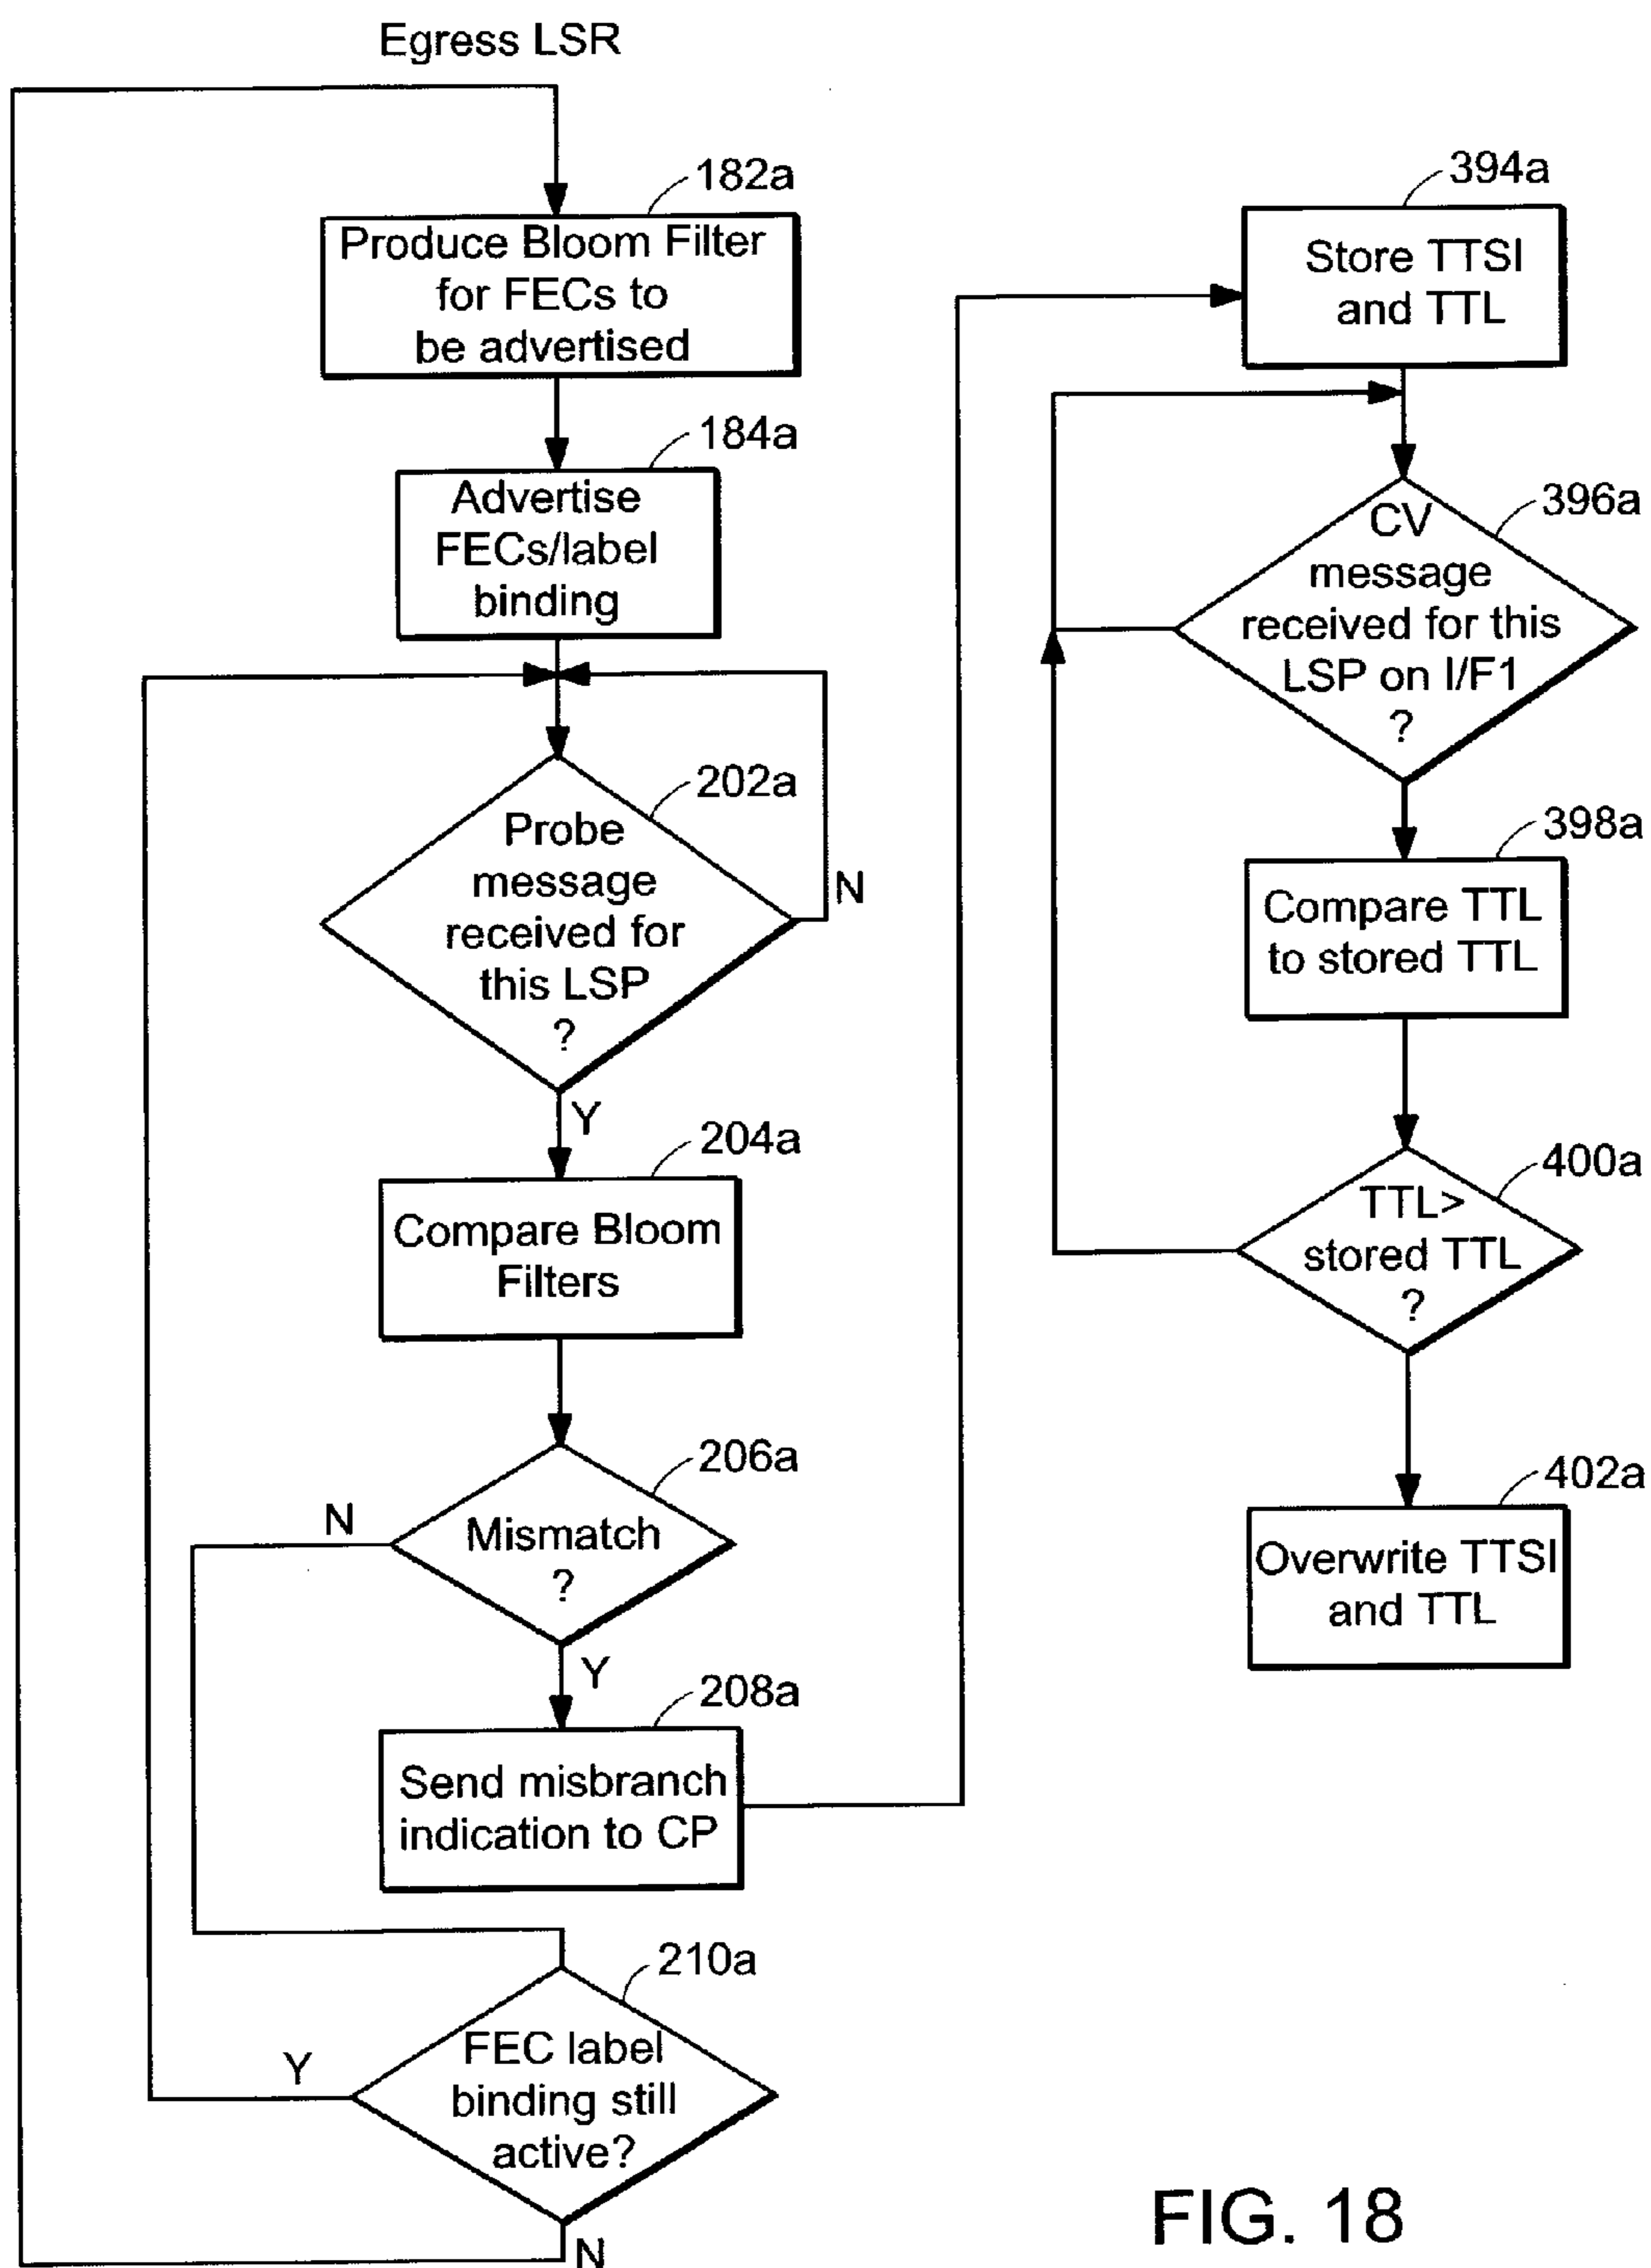 Egress LSR
182a
Produce Bloom Filter
for FECs to
be advertised
184a
Advertise
FECs/label
binding
202a
Probe
message
received for
this LSP
?
N
Y
204a
Compare Bloom
Filters
206a
Mismatch
?
N
Y
208a
Send misbranch
indication to CP
210a
FEC label
binding still
active?
Y
N
394a
Store TTSI
and TTL
396a
CV
message
received for this
LSP on I/F1
?
398a
Compare TTL
to stored TTL
400a
TTL>
stored TTL
?
402a
Overwrite TTSI
and TTL
FIG. 18